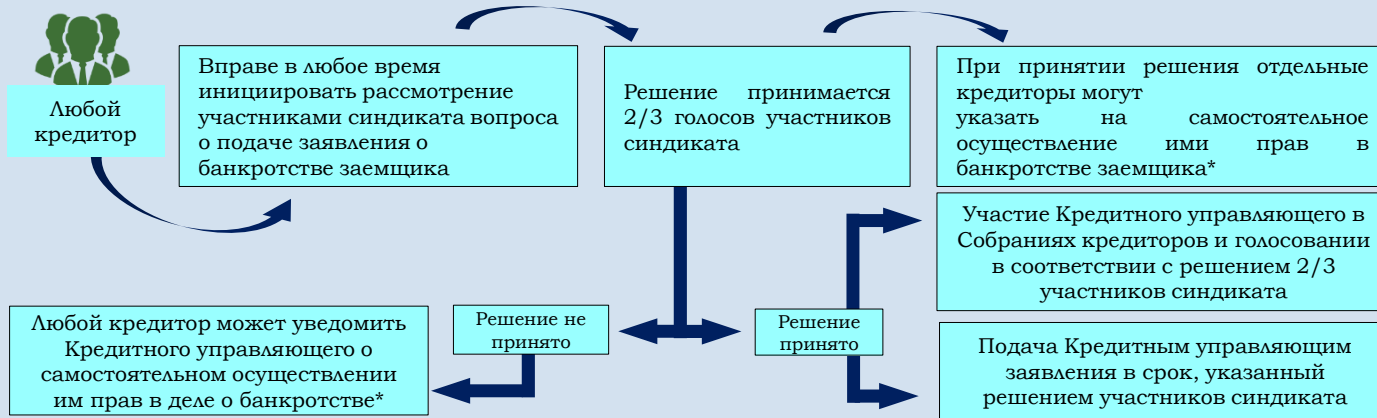 Любой
кредитор
Вправе в любое время
инициировать рассмотрение
участниками синдиката вопроса
о подаче заявления о
банкротстве заемщика
Решение принимается
2/3 голосов участников
синдиката
При принятии решения отдельные
кредиторы могут
указать на самостоятельное
осуществление ими прав в
банкротстве заемщика*
Участие Кредитного управляющего в
Собраниях кредиторов и голосовании
в соответствии с решением 2/3
участников синдиката
Любой кредитор может уведомить
Кредитного управляющего о
самостоятельном осуществлении
им прав в деле о банкротстве*
Решение не
принято
Решение
принято
Подача Кредитным управляющим
заявления в срок, указанный
решением участников синдиката